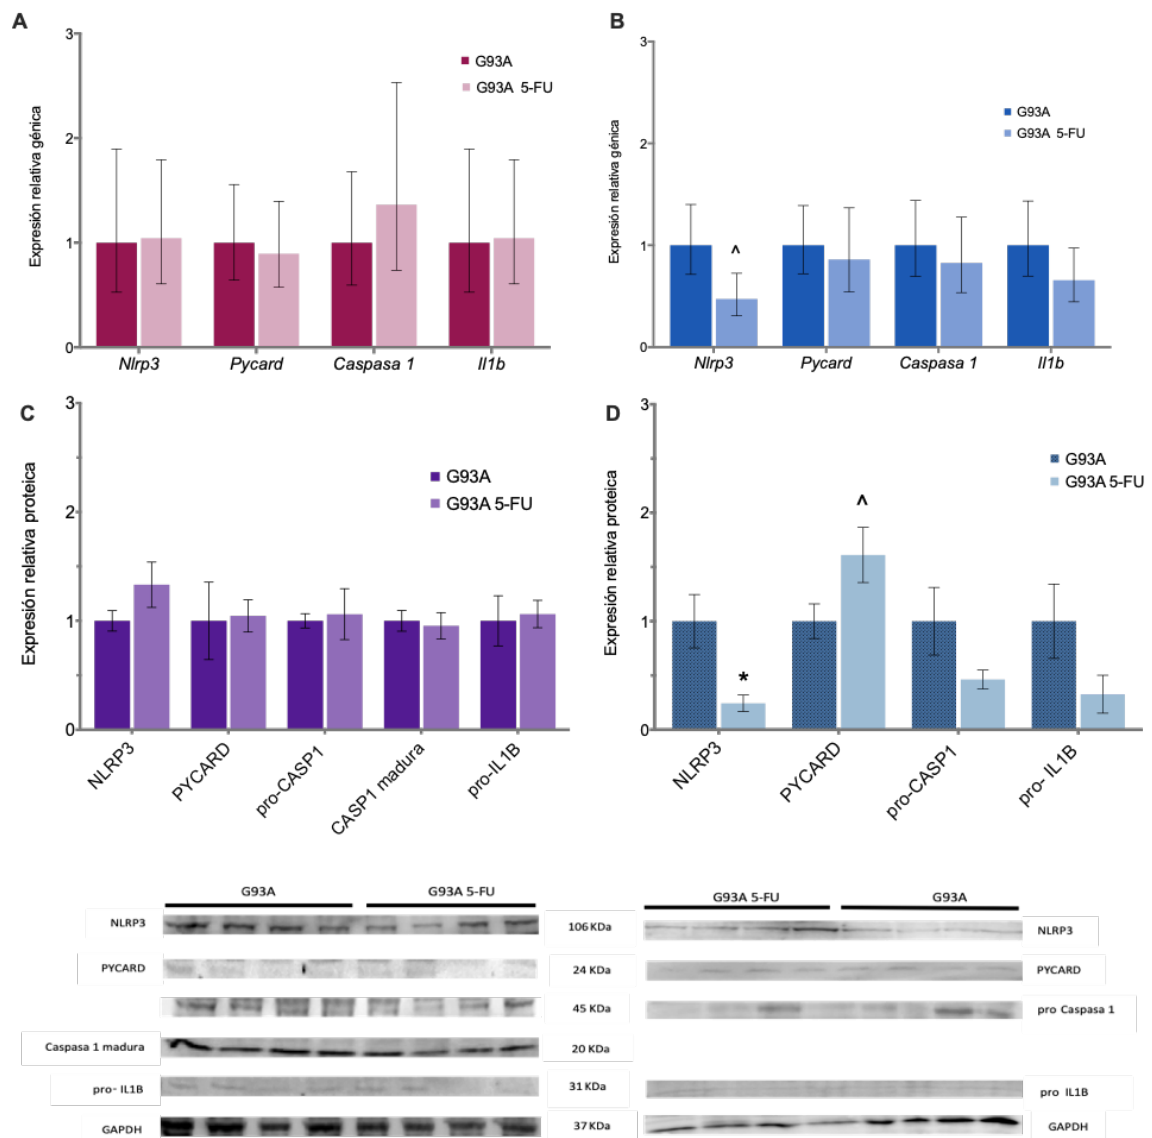 A
3
2
1
0
Expresión relativa génica
G93A
G93A 5-FU
Nlrp3 Pycard Caspasa 1 Il1b
B
3
2
1
0
Expresión relativa génica
G93A
G93A 5-FU
^
Nlrp3 Pycard Caspasa 1 Il1b
C
3
2
1
0
Expresión relativa proteica
G93A
G93A 5-FU
NLRP3 PYCARD pro-CASP1 CASP1 madura pro-IL1B
D
3
2
1
0
Expresión relativa proteica
G93A
G93A 5-FU
* ^
NLRP3 PYCARD pro-CASP1 pro- IL1B
G93A G93A 5-FU
G93A 5-FU G93A
NLRP3 106 KDa NLRP3
PYCARD 24 KDa PYCARD
45 KDa pro Caspasa 1
Caspasa 1 madura 20 KDa
pro- IL1B 31 KDa pro IL1B
GAPDH 37 KDa GAPDH